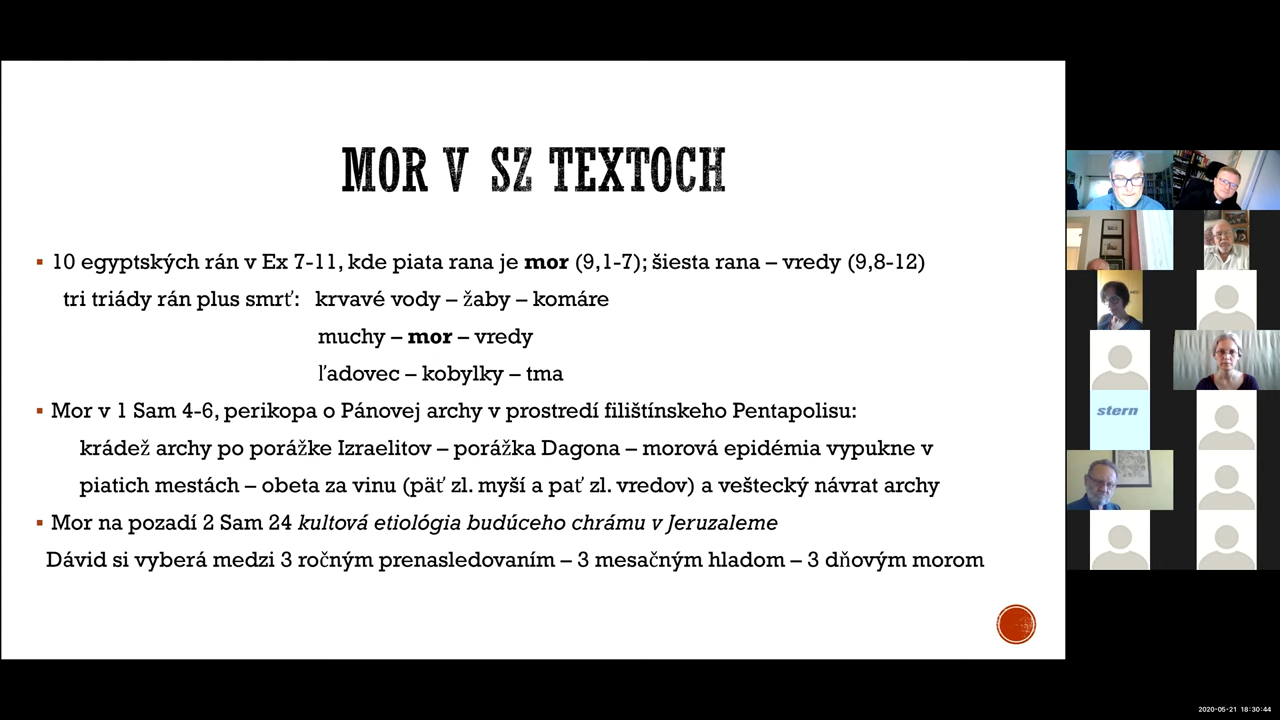 MOR V SZ TEXTOCH
▪ 10 egyptských rán v Ex 7-11, kde piata rana je mor (9,1-7); šiesta rana – vredy (9,8-12)
tri triády rán plus smrť: krvavé vody – žaby – komáre
muchy – mor – vredy
ľadovec – kobylky – tma
▪ Mor v 1 Sam 4-6, perikopa o Pánovej archy v prostredí filištínskeho Pentapolisu:
krádež archy po porážke Izraelitov – porážka Dagona – morová epidémia vypukne v
piatich mestách – obeta za vinu (päť zl. myší a pať zl. vredov) a veštecký návrat archy
▪ Mor na pozadí 2 Sam 24 kultová etiológia budúceho chrámu v Jeruzaleme
Dávid si vyberá medzi 3 ročným prenasledovaním – 3 mesačným hladom – 3 dňovým morom
stern
2020-05-21 18:30:44